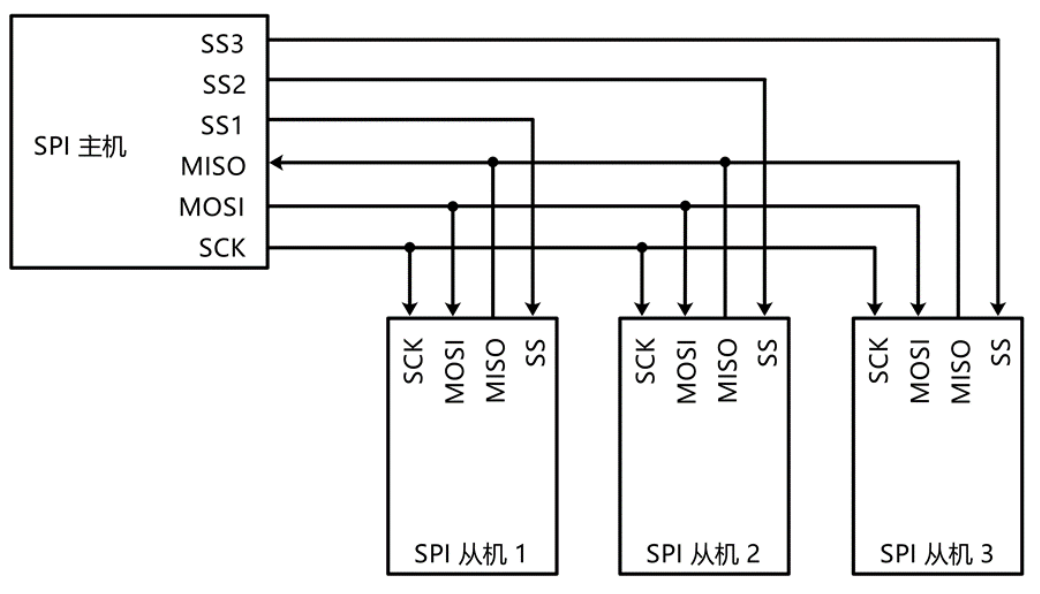 SS3
SS2
SS1
SPI 主机
MISO
MOSI
SCK
SCK
MOSI
MISO
SS
SCK
MOSI
MISO
SS
SCK
MOSI
MISO
SS
SPI 从机 1
SPI 从机 2
SPI 从机 3